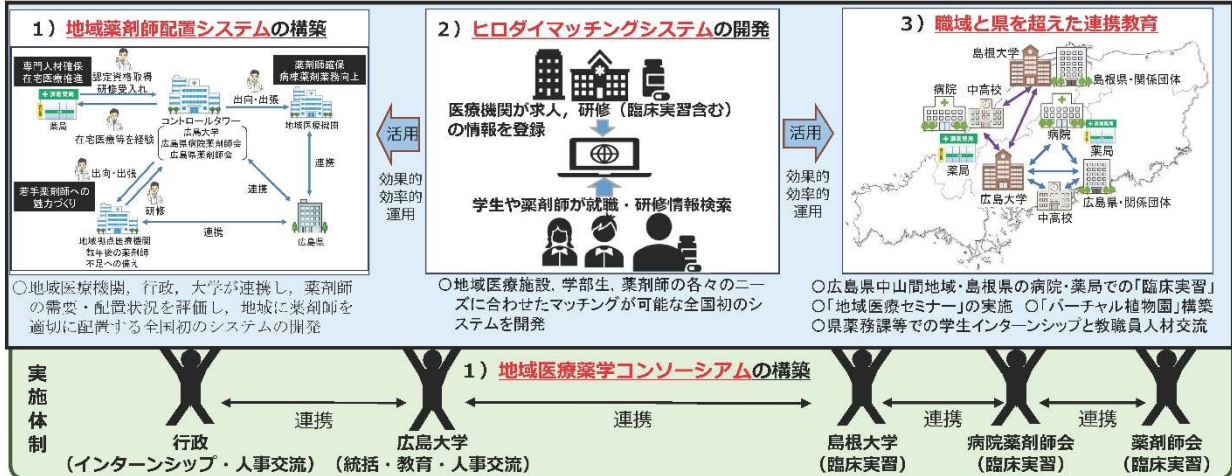 1）地域薬剤師配置システムの構築
専門人材確保
在宅医療推進
認定資格取得
研修受入れ
薬剤師確保
病棟薬剤業務向上
薬局
出向・出張
地域医療機関
在宅医療等を経験
コントロールタワー
広島大学
広島県病院薬剤師会
広島県薬剤師会
連携
若手薬剤師への
魅力づくり
出向・出張
研修
連携
連携
地域拠点医療機関
数年後の薬剤師
不足への備え
広島県
○地域医療機関，行政，大学が連携し，薬剤師
の需要・配置状況を評価し，地域に薬剤師を
適切に配置する全国初のシステムの開発
活用
効果的
効率的
運用
2）ヒロダイマッチングシステムの開発
医療機関が求人，研修（臨床実習含む）
の情報を登録
学生や薬剤師が就職・研修情報検索
○地域医療施設，学部生，薬剤師の各々のニー
ズに合わせたマッチングが可能な全国初のシ
ステムを開発
活用
効果的
効率的
運用
3）職域と県を超えた連携教育
島根大学
島根県・関係団体
病院
中高校
病院
薬局
薬局
広島大学
中高校
広島県・関係団体
○広島県中山間地域・島根県の病院・薬局での「臨床実習」
○「地域医療セミナー」の実施 ○「バーチャル植物園」構築
○県薬務課等での学生インターンシップと教職員人材交流
実施体制
1）地域医療薬学コンソーシアムの構築
連携
連携
連携
連携
行政
（インターンシップ・人事交流）
広島大学
（統括・教育・人事交流）
島根大学
（臨床実習）
病院薬剤師会
（臨床実習）
薬剤師会
（臨床実習）